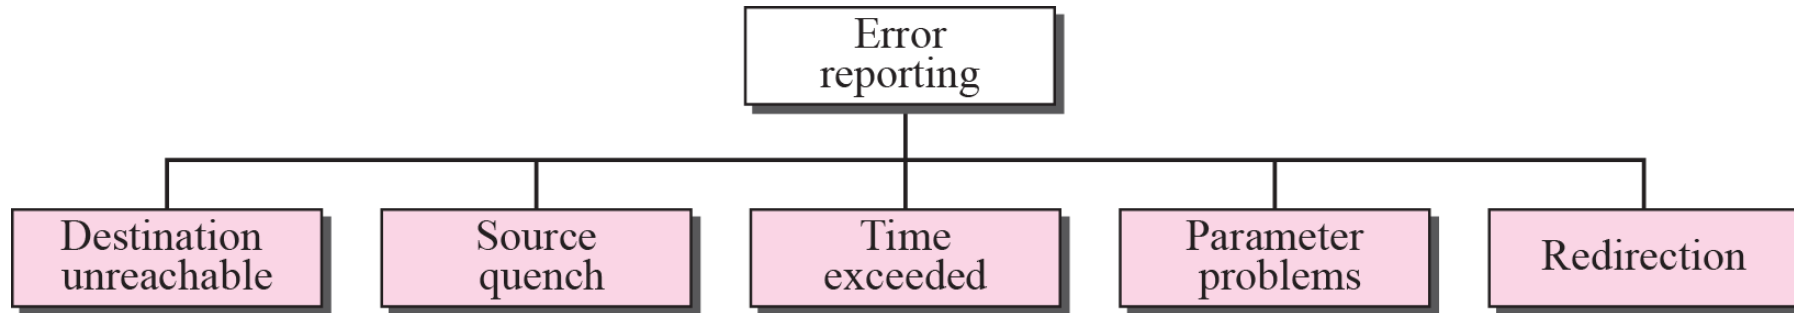 Error
reporting
Destination
unreachable
Source
quench
Time
exceeded
Parameter
problems
Redirection